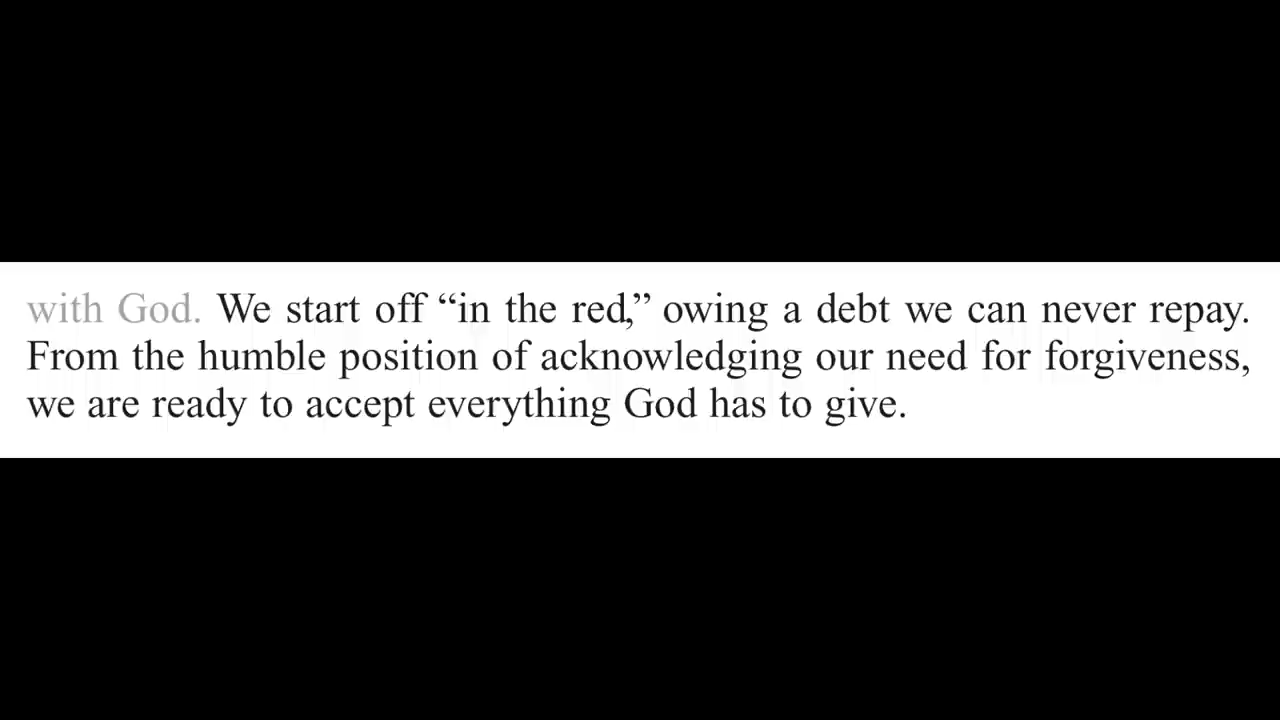 with God. We start off “in the red,” owing a debt we can never repay.
From the humble position of acknowledging our need for forgiveness,
we are ready to accept everything God has to give.